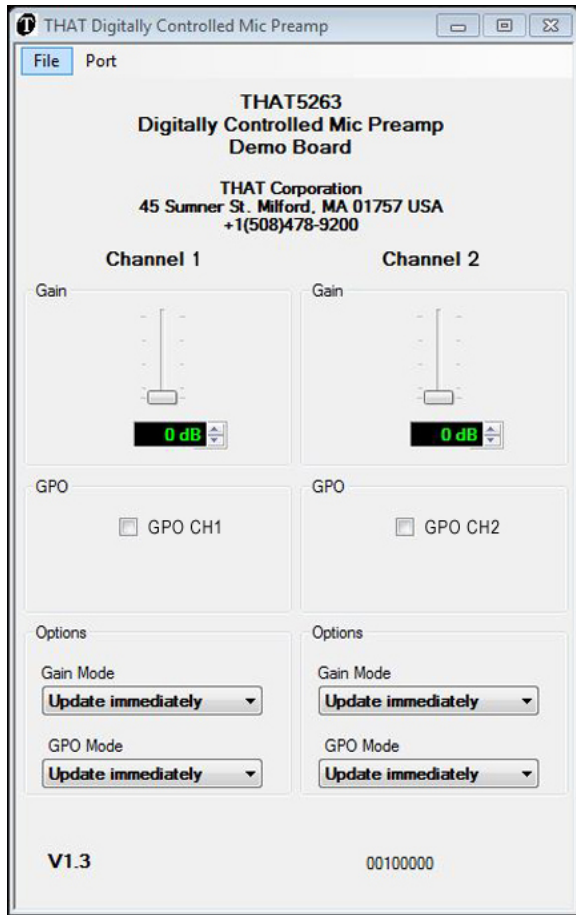 THAT Digitally Controlled Mic Preamp
File Port
THAT5263
Digitally Controlled Mic Preamp
Demo Board
THAT Corporation
45 Sumner St. Milford, MA 01757 USA
+1(508)478-9200
Channel 1 Channel 2
Gain Gain
0 dB 0 dB
GPO GPO
GPO CH1 GPO CH2
Options Options
Gain Mode Gain Mode
Update immediately Update immediately
GPO Mode GPO Mode
Update immediately Update immediately
V1.3 00100000